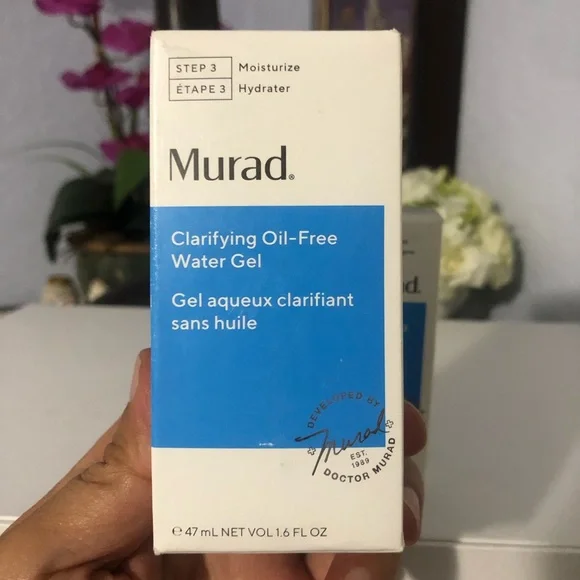 STEP 3 Moisturize
ÉTAPE 3 Hydrater
Murad.®
Clarifying Oil-Free
Water Gel
Gel aqueux clarifiant
sans huile
DEVELOPED BY
Murad
EST.
1989
DOCTOR MURAD
℮ 47 mL NET VOL 1.6 FL OZ